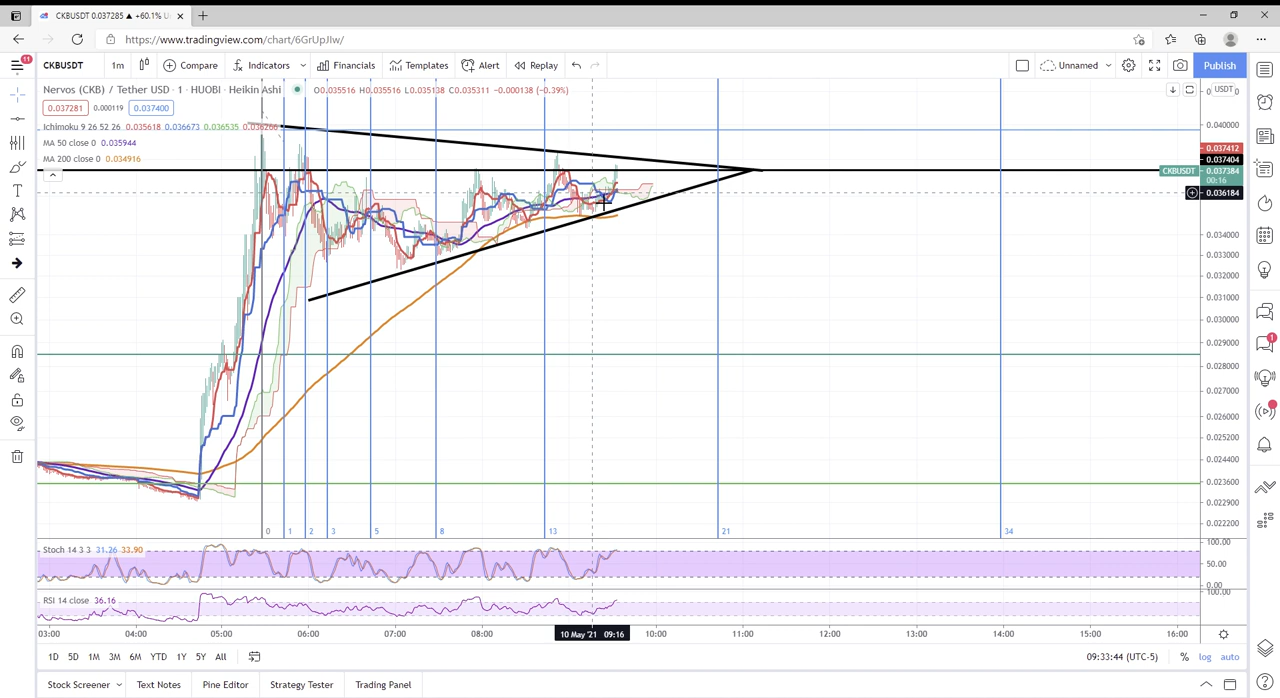 CKBUSDT 0.037285 ▲ +60.1% U
https://www.tradingview.com/chart/6GrUpJIw/
11
CKBUSDT 1m Compare Indicators Financials Templates Alert Replay Unnamed Publish
Nervos (CKB) / Tether USD · 1 · HUOBI · Heikin Ashi O0.035516 H0.035516 L0.035138 C0.035311 −0.000138 (−0.39%)
USDT
0.037281 0.000119 0.037400
Ichimoku 9 26 52 26 0.035618 0.036673 0.036535 0.036266
MA 50 close 0 0.035944
MA 200 close 0 0.034916
0.040000
0.037412
0.037404
CKBUSDT 0.037384
00:16
0.036184
0.034000
0.033000
0.032000
0.031000
0.030000
0.029000
0.028000
0.027000
0.026000
0.025200
0.024400
0.023600
0.022900
0.022200
0 1 2 3 5 8 13 21 34
Stoch 14 3 3 31.26 33.90
100.00
50.00
0.00
RSI 14 close 36.16
100.00
03:00 04:00 05:00 06:00 07:00 08:00 10 May '21 09:16 10:00 11:00 12:00 13:00 14:00 15:00 16:00
1D 5D 1M 3M 6M YTD 1Y 5Y All 09:33:44 (UTC-5) % log auto
Stock Screener Text Notes Pine Editor Strategy Tester Trading Panel
1